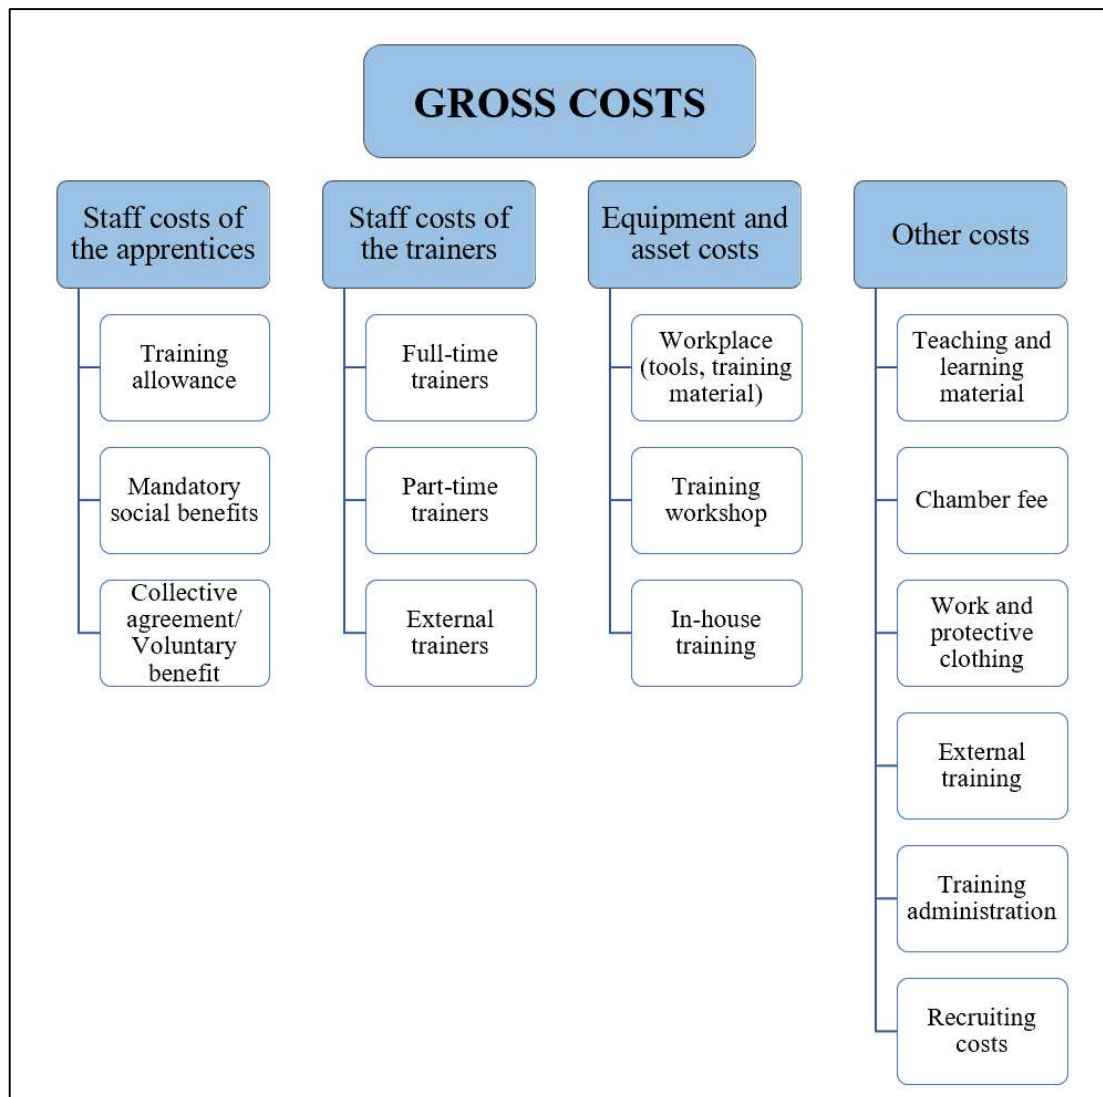 GROSS COSTS
Staff costs of
the apprentices
Training
allowance
Mandatory
social benefits
Collective
agreement/
Voluntary
benefit
Staff costs of
the trainers
Full-time
trainers
Part-time
trainers
External
trainers
Equipment and
asset costs
Workplace
(tools, training
material)
Training
workshop
In-house
training
Other costs
Teaching and
learning
material
Chamber fee
Work and
protective
clothing
External
training
Training
administration
Recruiting
costs